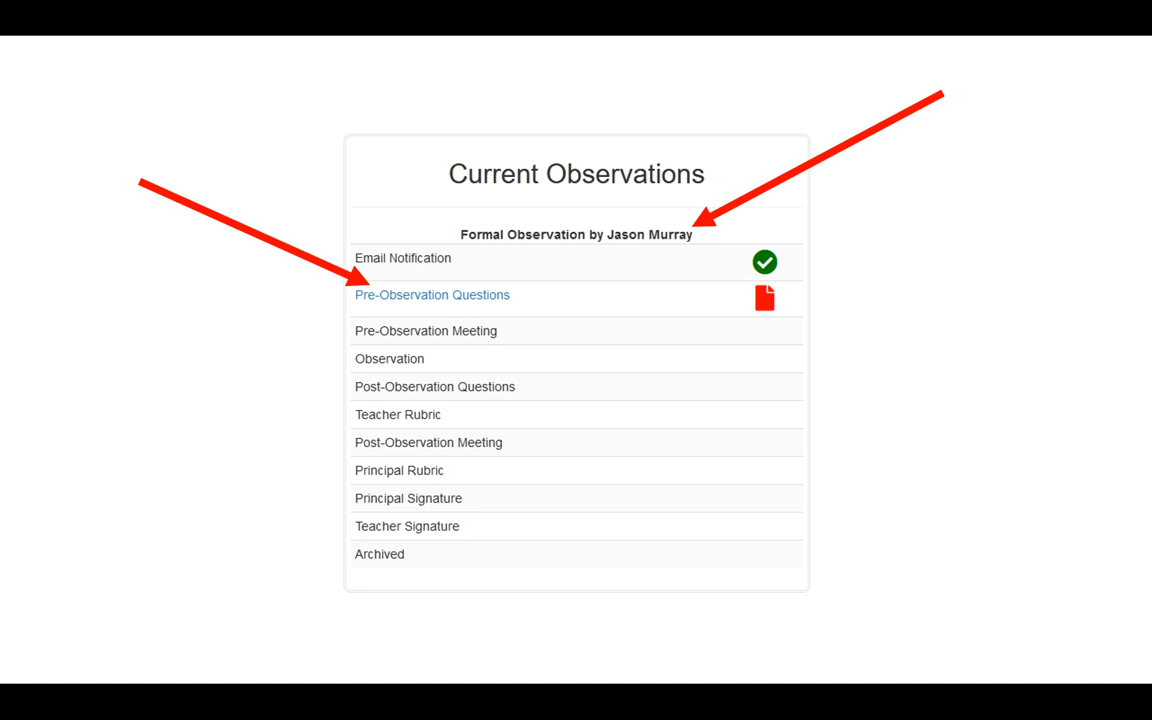 Current Observations
Formal Observation by Jason Murray
Email Notification
Pre-Observation Questions
Pre-Observation Meeting
Observation
Post-Observation Questions
Teacher Rubric
Post-Observation Meeting
Principal Rubric
Principal Signature
Teacher Signature
Archived